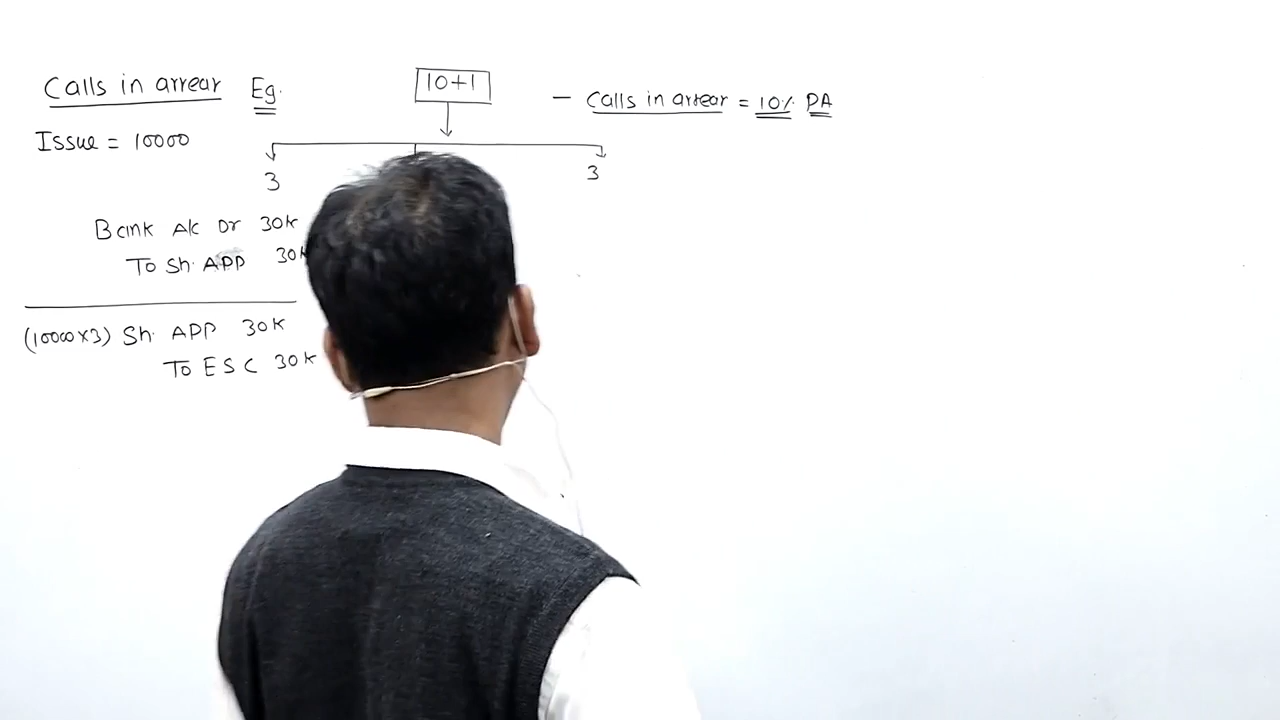 Calls in arrear Eg.
10+1
- Calls in arrear = 10% PA
Issue = 10000
3 3
Bank A/c Dr 30k
To Sh. APP 30k
(10000x3) Sh. APP 30k
To ESC 30k